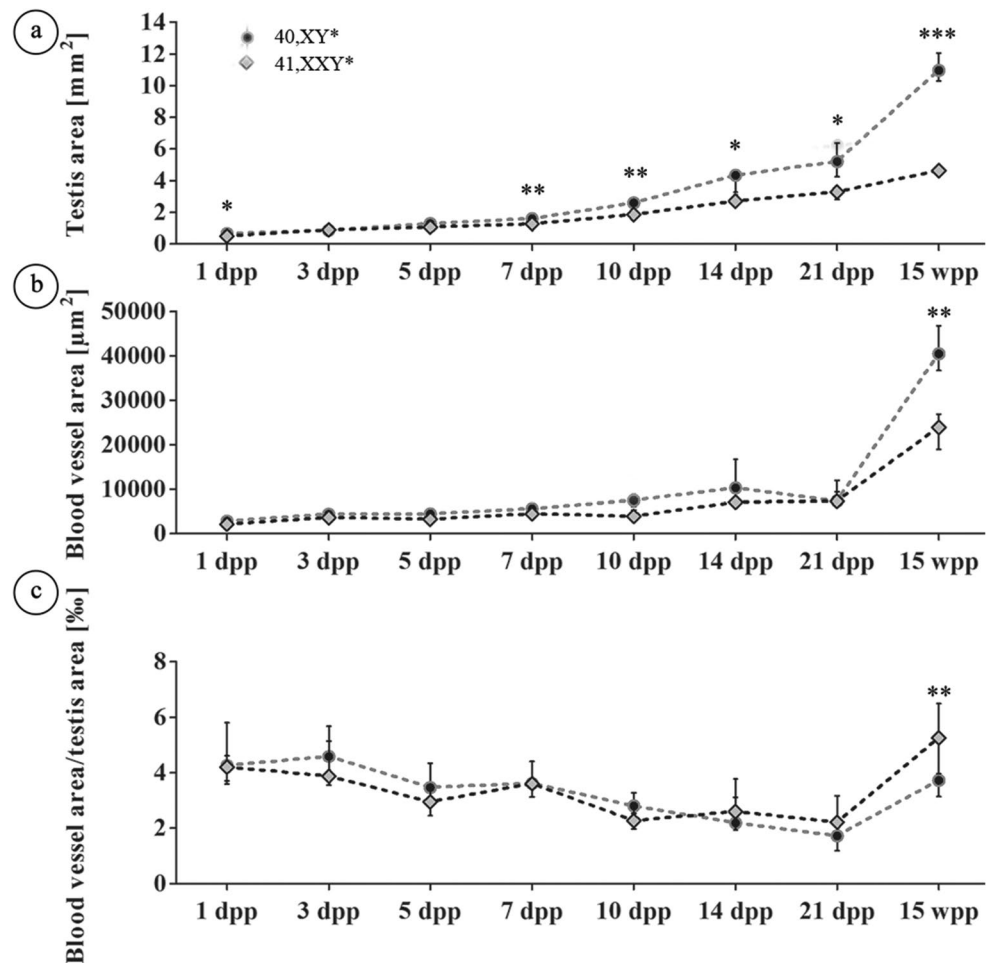 a
Testis area [mm²]
14
12
10
8
6
4
2
0
40,XY*
41,XXY*
*
**
**
*
*
***
1 dpp 3 dpp 5 dpp 7 dpp 10 dpp 14 dpp 21 dpp 15 wpp
b
Blood vessel area [µm²]
50000
40000
30000
20000
10000
0
**
1 dpp 3 dpp 5 dpp 7 dpp 10 dpp 14 dpp 21 dpp 15 wpp
c
Blood vessel area/testis area [‰]
8
6
4
2
0
**
1 dpp 3 dpp 5 dpp 7 dpp 10 dpp 14 dpp 21 dpp 15 wpp